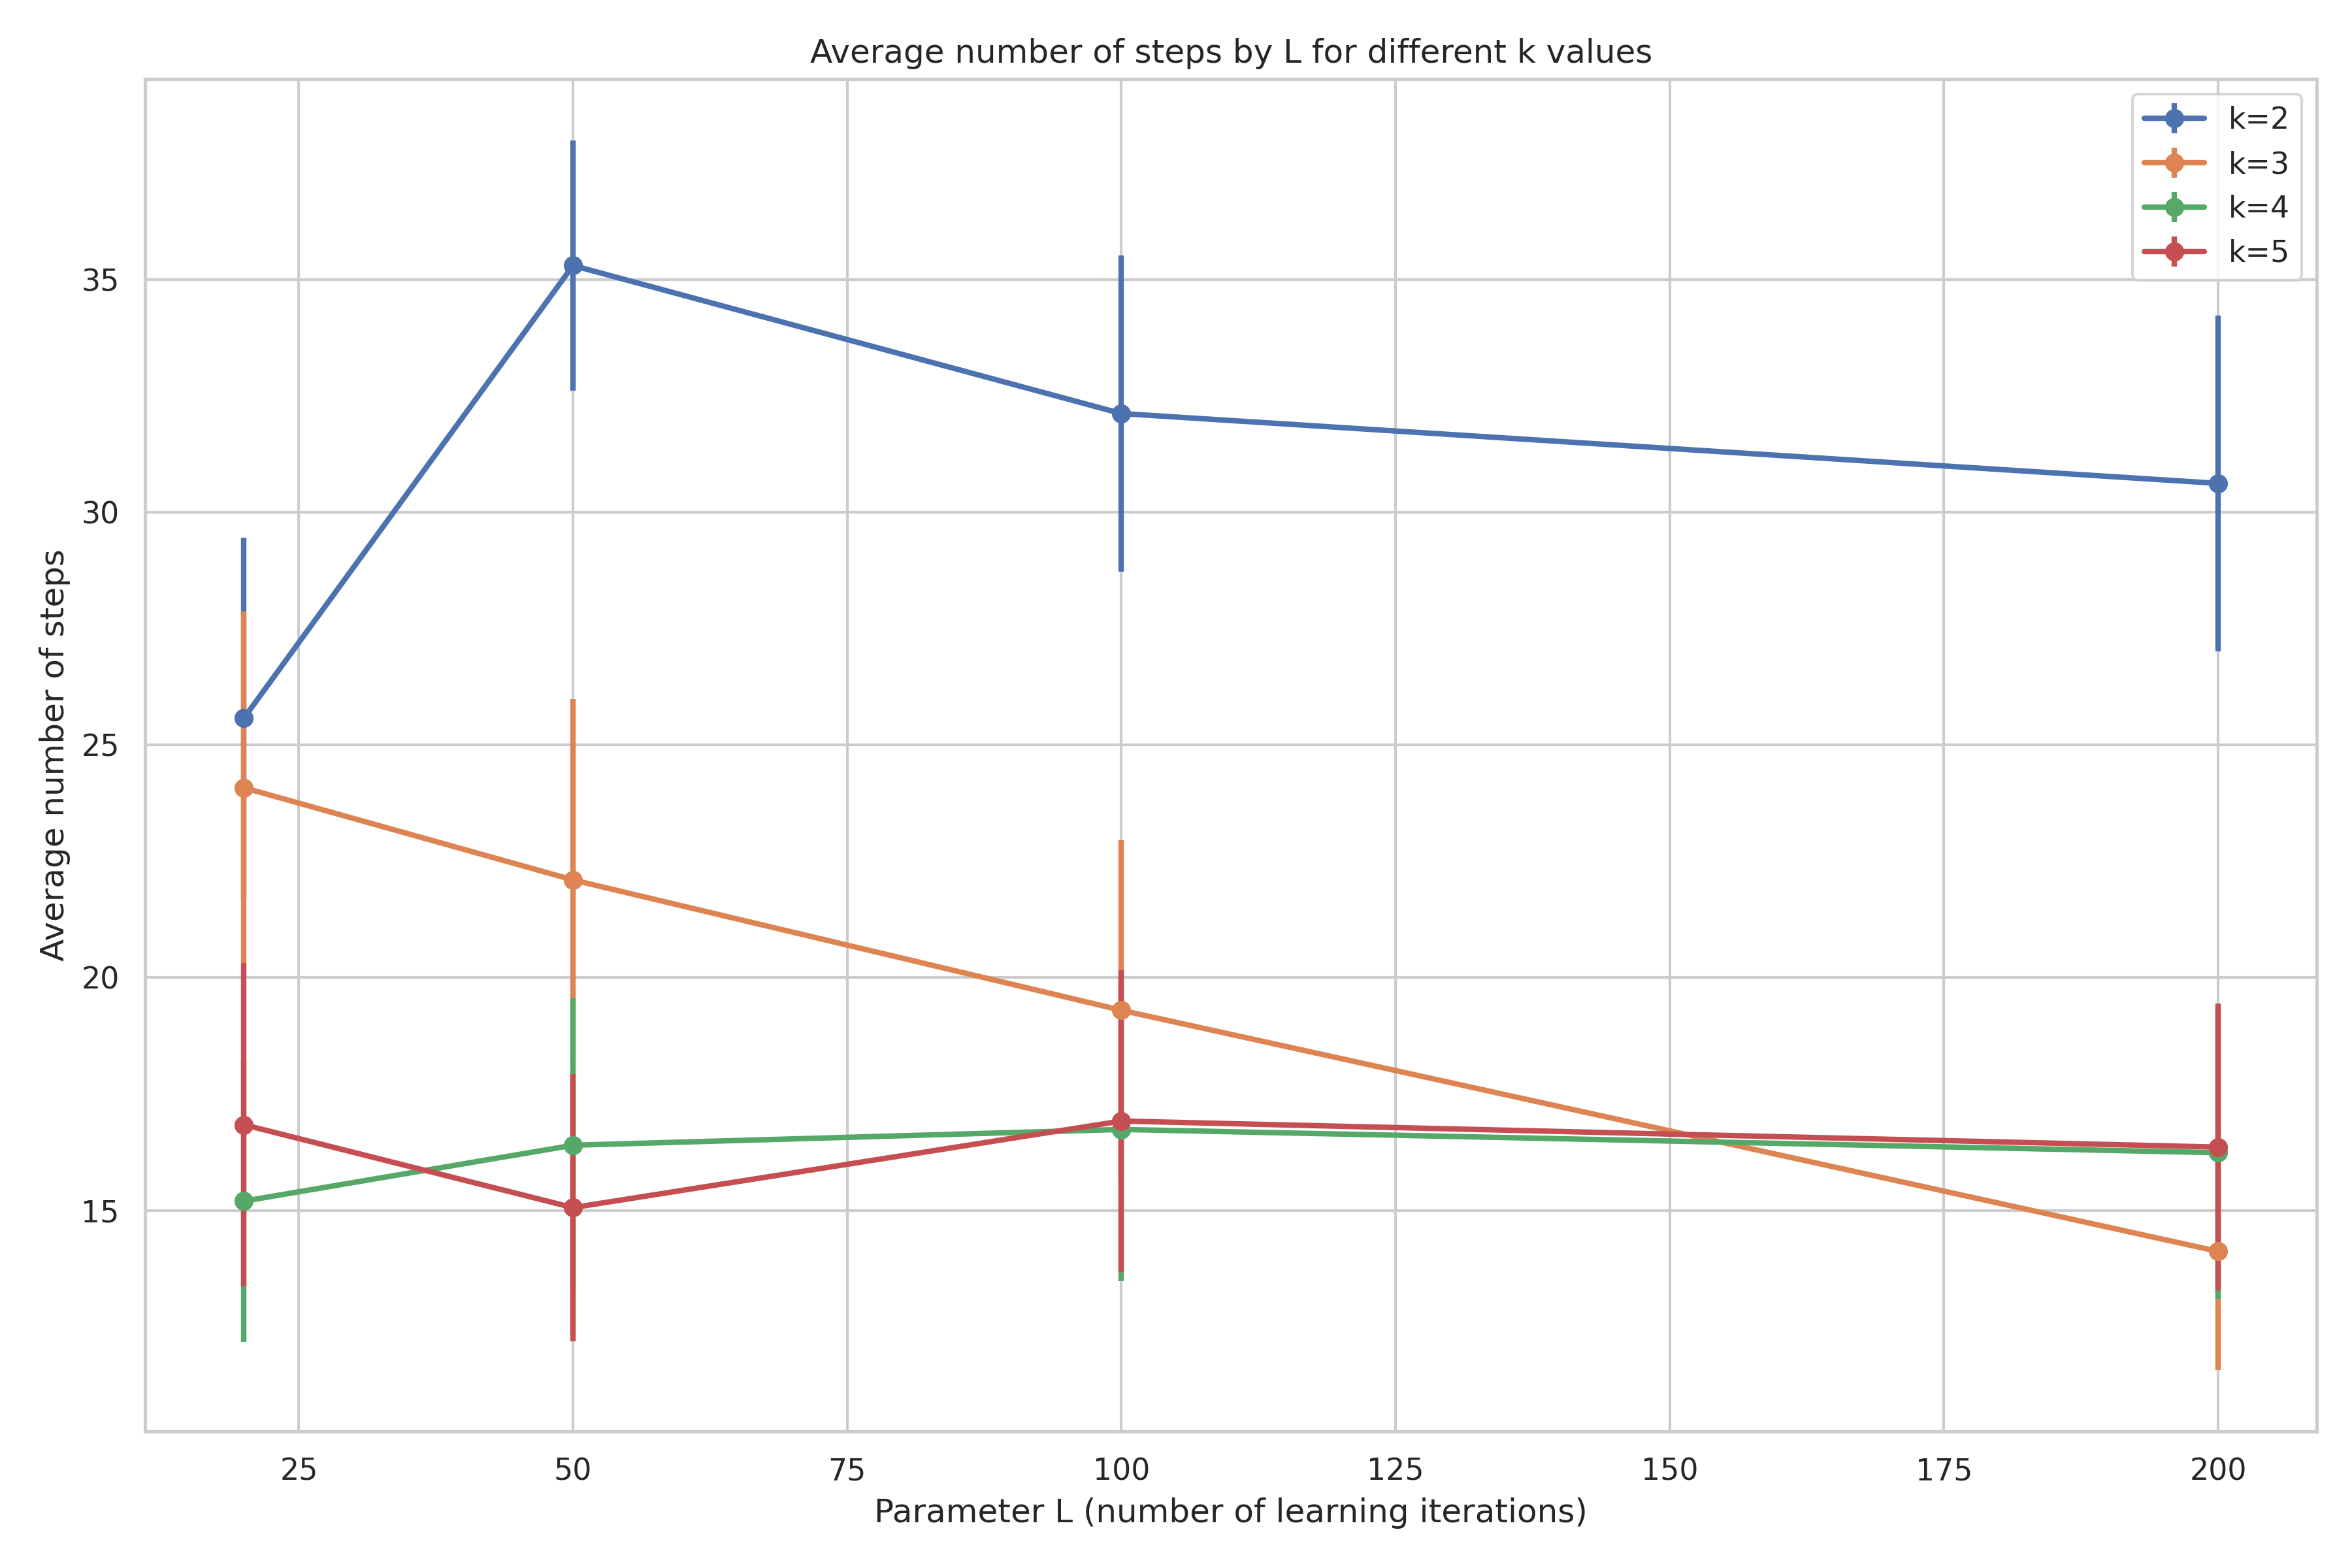 Average number of steps by L for different k values
k=2
k=3
k=4
k=5
35
30
25
20
15
Average number of steps
25 50 75 100 125 150 175 200
Parameter L (number of learning iterations)